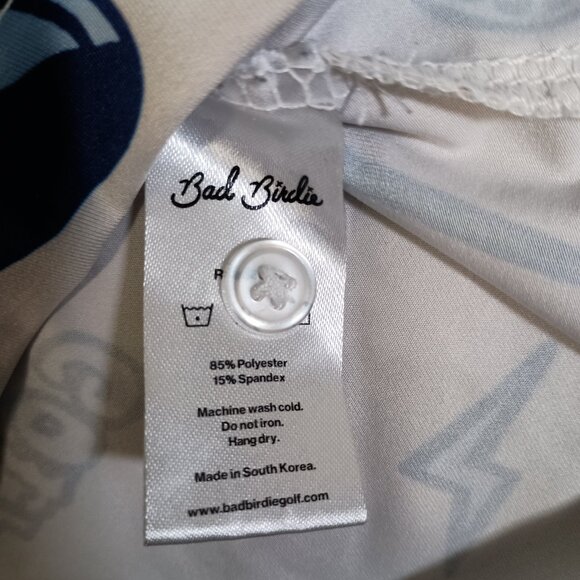 Bad Birdie
85% Polyester
15% Spandex
Machine wash cold.
Do not iron.
Hang dry.
Made in South Korea.
www.badbirdiegolf.com